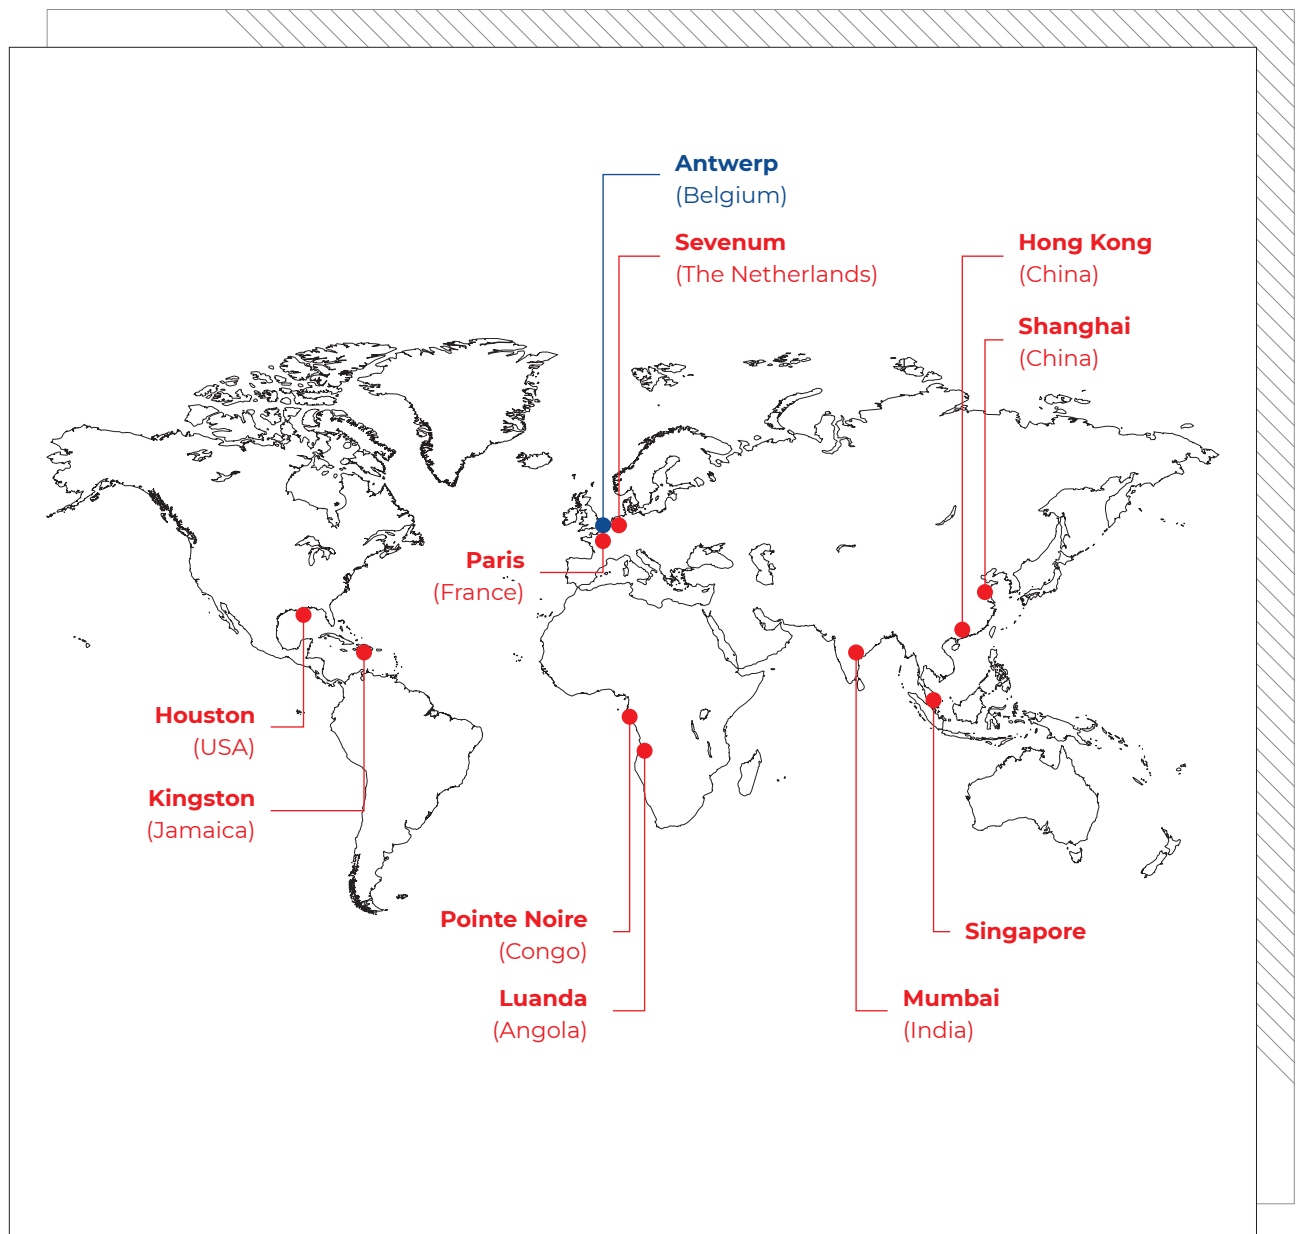 Antwerp
(Belgium)
Sevenum
(The Netherlands)
Hong Kong
(China)
Shanghai
(China)
Paris
(France)
Houston
(USA)
Kingston
(Jamaica)
Pointe Noire
(Congo)
Singapore
Luanda
(Angola)
Mumbai
(India)